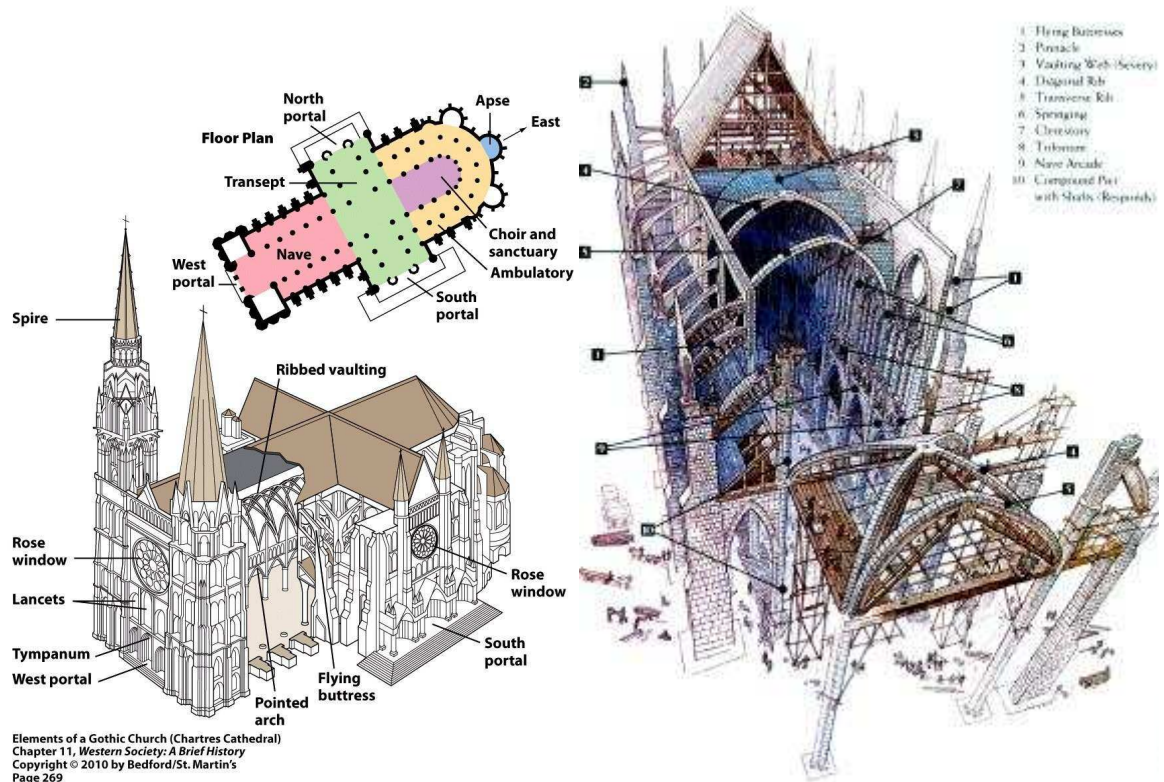 North
portal
Apse
East
Floor Plan
Transept
Nave
West
portal
Choir and
sanctuary
Ambulatory
South
portal
Spire
Ribbed vaulting
Rose
window
Lancets
Tympanum
West portal
Pointed
arch
Flying
buttress
Rose
window
South
portal
Elements of a Gothic Church (Chartres Cathedral)
Chapter 11, Western Society: A Brief History
Copyright © 2010 by Bedford/St. Martin's
Page 269
1 Flying Buttresses
2 Pinnacle
3 Vaulting Web (Severy)
4 Diagonal Rib
5 Transverse Rib
6 Springing
7 Clerestory
8 Triforium
9 Nave Arcade
10 Compound Pier
with Shafts (Responds)
2
3
4
7
5
1
6
1
8
9
4
5
10